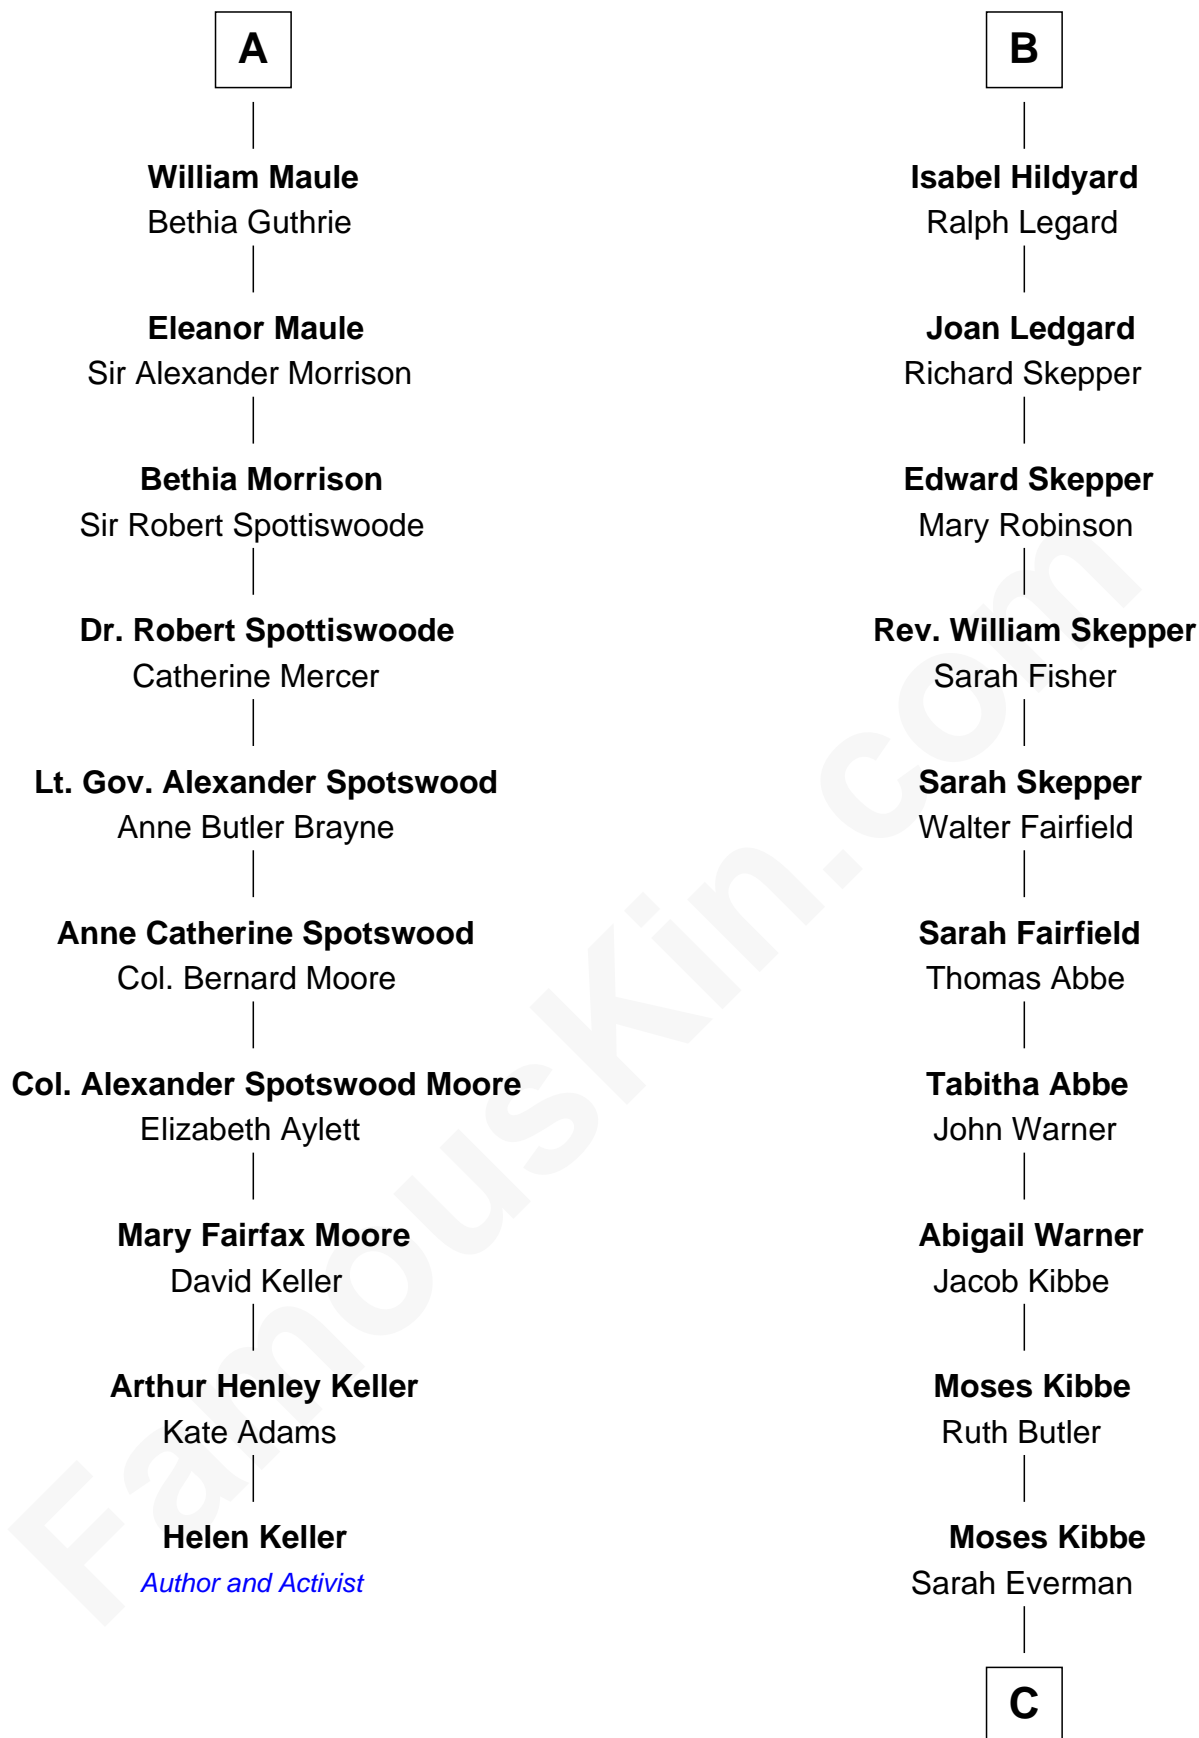 A
William Maule
Bethia Guthrie
Eleanor Maule
Sir Alexander Morrison
Bethia Morrison
Sir Robert Spottiswoode
Dr. Robert Spottiswoode
Catherine Mercer
Lt. Gov. Alexander Spotswood
Anne Butler Brayne
Anne Catherine Spotswood
Col. Bernard Moore
Col. Alexander Spotswood Moore
Elizabeth Aylett
Mary Fairfax Moore
David Keller
Arthur Henley Keller
Kate Adams
Helen Keller
Author and Activist
B
Isabel Hildyard
Ralph Legard
Joan Ledgard
Richard Skepper
Edward Skepper
Mary Robinson
Rev. William Skepper
Sarah Fisher
Sarah Skepper
Walter Fairfield
Sarah Fairfield
Thomas Abbe
Tabitha Abbe
John Warner
Abigail Warner
Jacob Kibbe
Moses Kibbe
Ruth Butler
Moses Kibbe
Sarah Everman
C
FamousKin.com